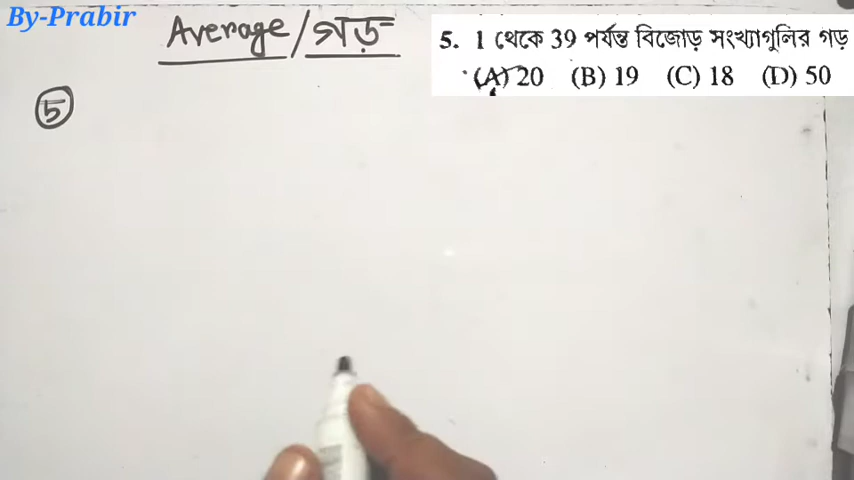 By-Prabir
Average/গড়
5. 1 থেকে 39 পর্যন্ত বিজোড় সংখ্যাগুলির গড়
(A) 20 (B) 19 (C) 18 (D) 50
5